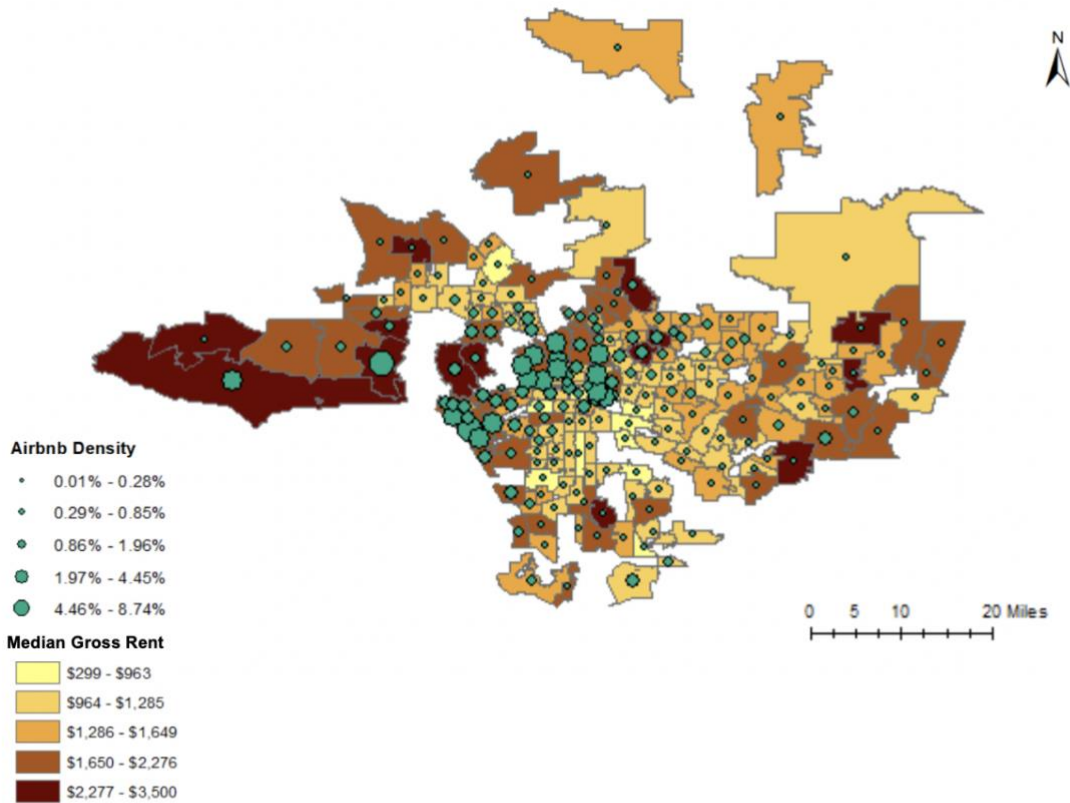 N
Airbnb Density
0.01% - 0.28%
0.29% - 0.85%
0.86% - 1.96%
1.97% - 4.45%
4.46% - 8.74%
0 5 10 20 Miles
Median Gross Rent
$299 - $963
$964 - $1,285
$1,286 - $1,649
$1,650 - $2,276
$2,277 - $3,500